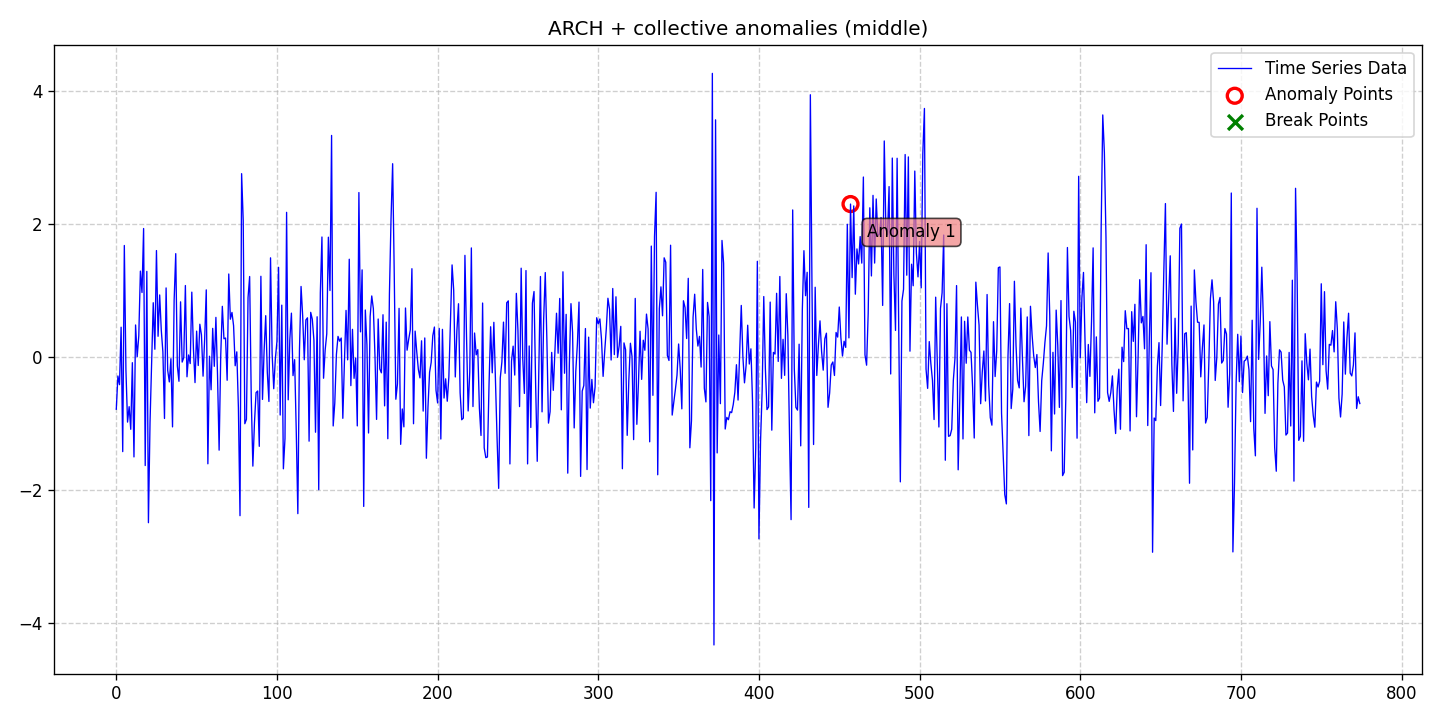 ARCH + collective anomalies (middle)
Time Series Data
Anomaly Points
Break Points
Anomaly 1
4
2
0
−2
−4
0 100 200 300 400 500 600 700 800